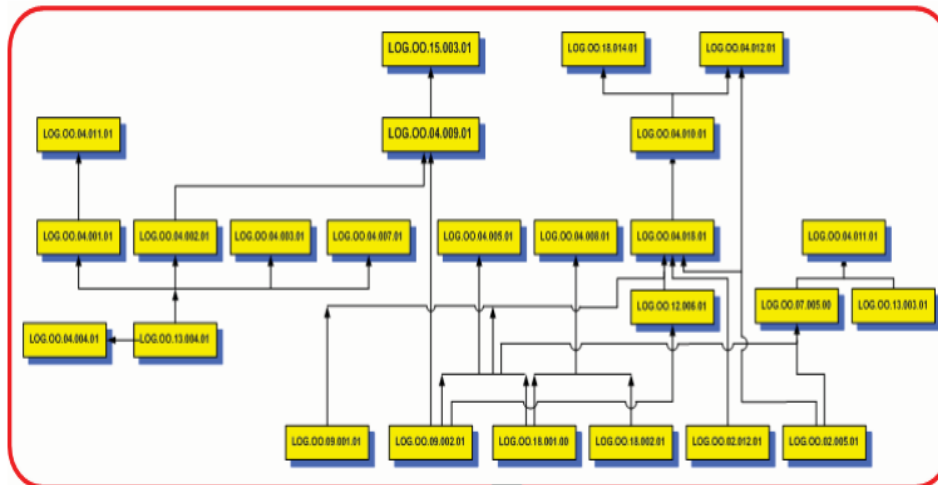 LOG.OO.15.003.01
LOG.OO.18.014.01
LOG.OO.04.012.01
LOG.OO.04.011.01
LOG.OO.04.009.01
LOG.OO.04.010.01
LOG.OO.04.001.01
LOG.OO.04.002.01
LOG.OO.04.003.01
LOG.OO.04.007.01
LOG.OO.04.005.01
LOG.OO.04.008.01
LOG.OO.04.018.01
LOG.OO.04.011.01
LOG.OO.12.006.01
LOG.OO.07.005.00
LOG.OO.13.003.01
LOG.OO.04.004.01
LOG.OO.13.004.01
LOG.OO.09.001.01
LOG.OO.09.002.01
LOG.OO.18.001.00
LOG.OO.18.002.01
LOG.OO.02.012.01
LOG.OO.02.005.01